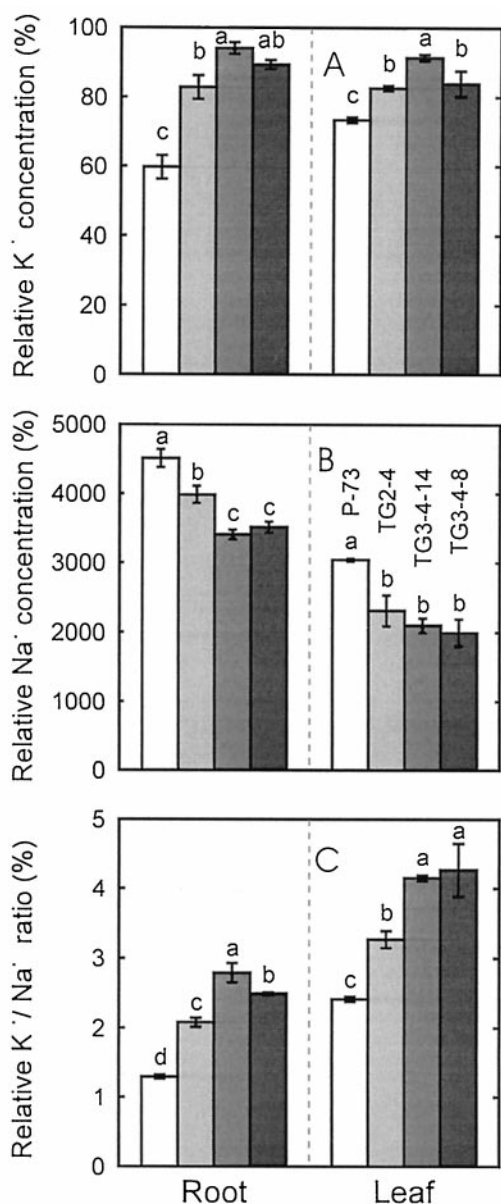 Relative K+ concentration (%)
100
80
60
40
20
0
c
b
a
ab
A
c
b
a
b
Relative Na+ concentration (%)
5000
4000
3000
2000
1000
0
a
b
c
c
B
P-73
TG2-4
TG3-4-14
TG3-4-8
a
b
b
b
Relative K+/ Na+ ratio (%)
5
4
3
2
1
0
d
c
a
b
C
c
b
a
a
Root
Leaf